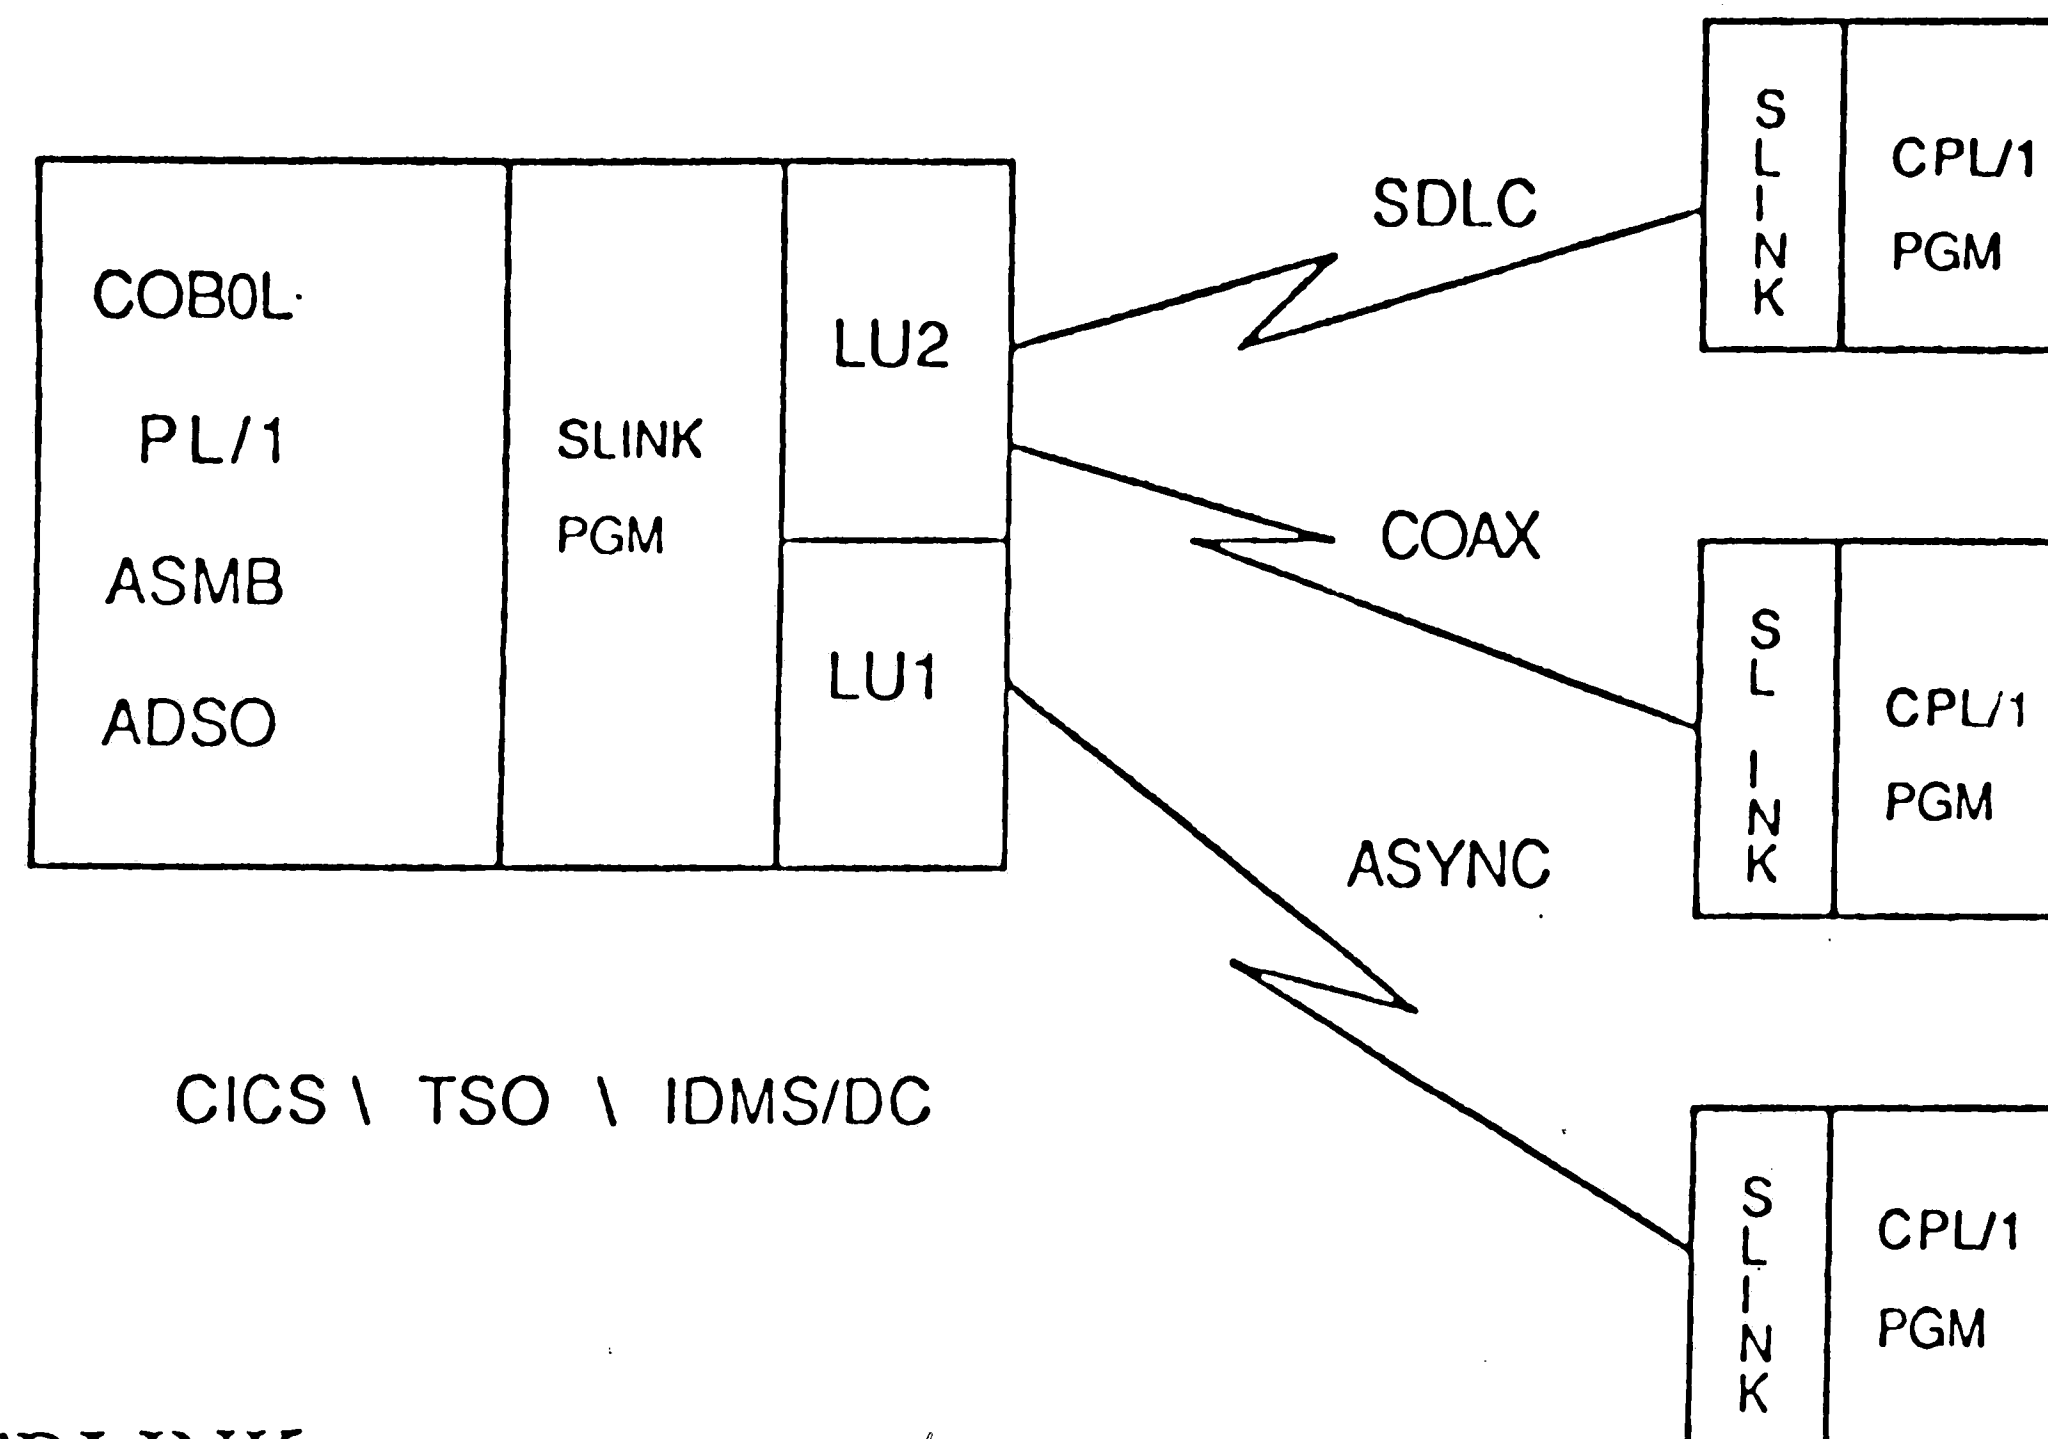 COB0L
PL/1
ASMB
ADSO
SLINK
PGM
LU2
LU1
SDLC
COAX
ASYNC
SLINK
CPL/1
PGM
SLINK
CPL/1
PGM
SLINK
CPL/1
PGM
CICS \ TSO \ IDMS/DC